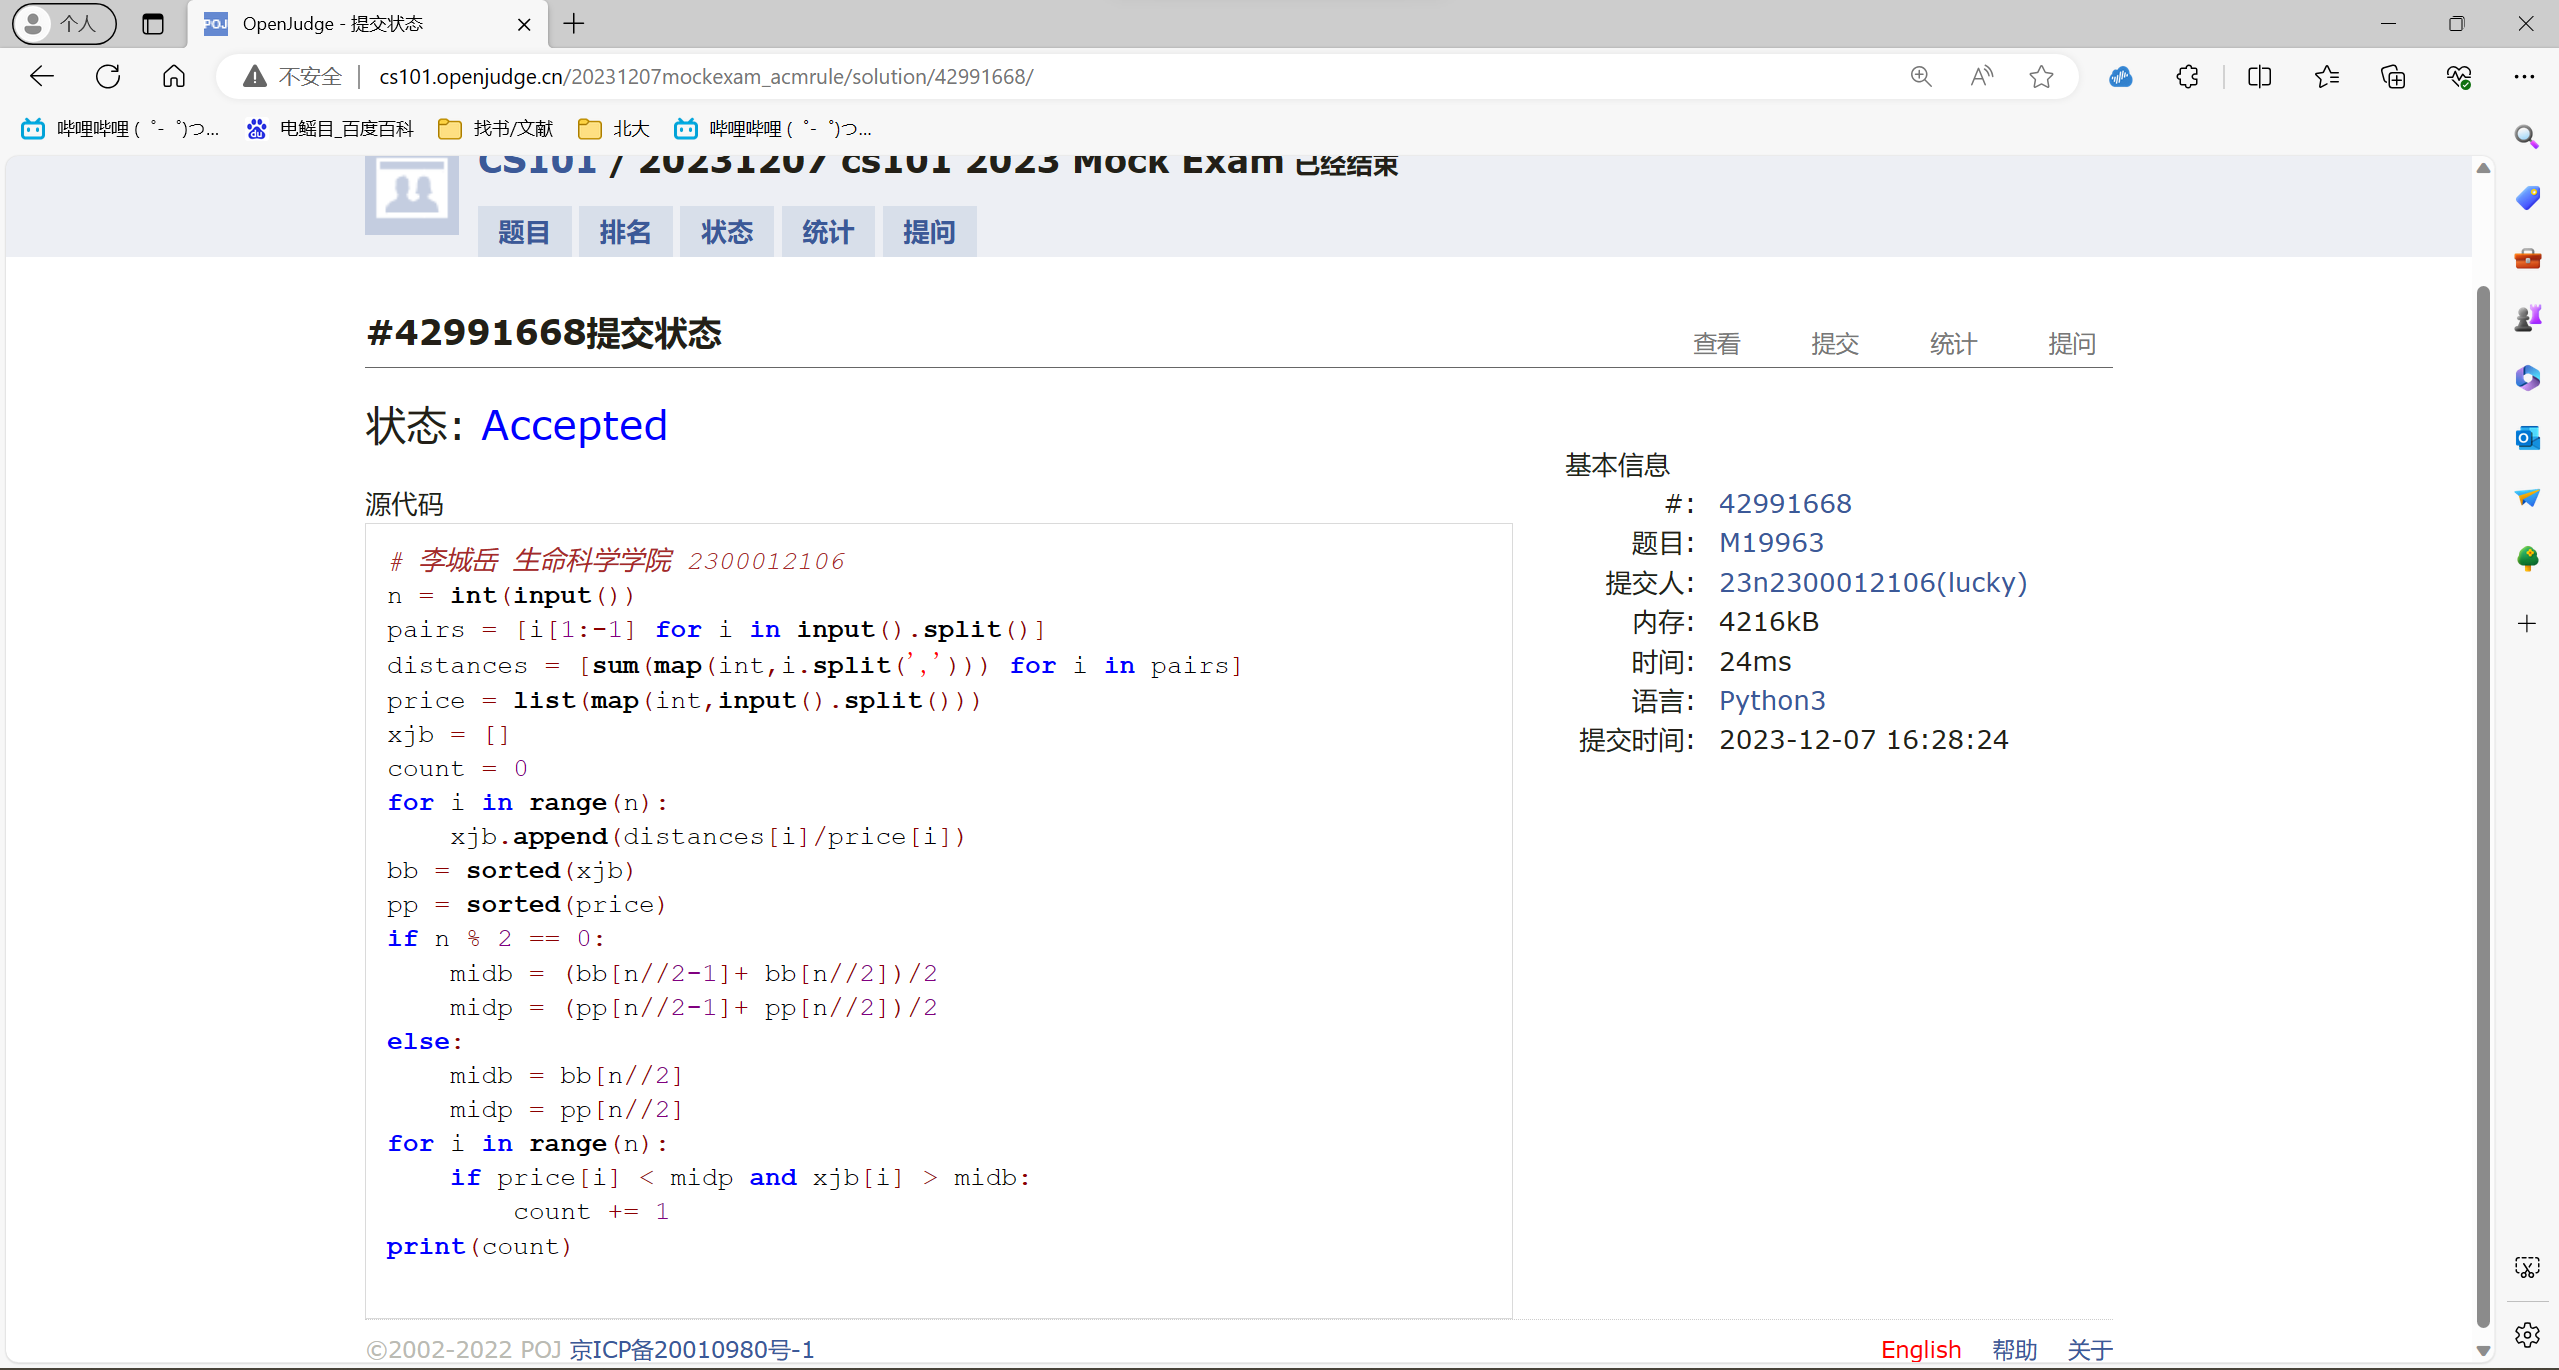 个人
OpenJudge - 提交状态
不安全
cs101.openjudge.cn/20231207mockexam_acmrule/solution/42991668/
哔哩哔哩 (゜-゜)つ...
电鳐目_百度百科
找书/文献
北大
哔哩哔哩 (゜-゜)つ...
CS101 / 20231207 cs101 2023 Mock Exam 已经结束
题目 排名 状态 统计 提问
#42991668提交状态
查看 提交 统计 提问
状态: Accepted
源代码
# 李城岳 生命科学学院 2300012106
n = int(input())
pairs = [i[1:-1] for i in input().split()]
distances = [sum(map(int,i.split(','))) for i in pairs]
price = list(map(int,input().split()))
xjb = []
count = 0
for i in range(n):
    xjb.append(distances[i]/price[i])
bb = sorted(xjb)
pp = sorted(price)
if n % 2 == 0:
    midb = (bb[n//2-1]+ bb[n//2])/2
    midp = (pp[n//2-1]+ pp[n//2])/2
else:
    midb = bb[n//2]
    midp = pp[n//2]
for i in range(n):
    if price[i] < midp and xjb[i] > midb:
        count += 1
print(count)
基本信息
#: 42991668
题目: M19963
提交人: 23n2300012106(lucky)
内存: 4216kB
时间: 24ms
语言: Python3
提交时间: 2023-12-07 16:28:24
©2002-2022 POJ 京ICP备20010980号-1
English 帮助 关于